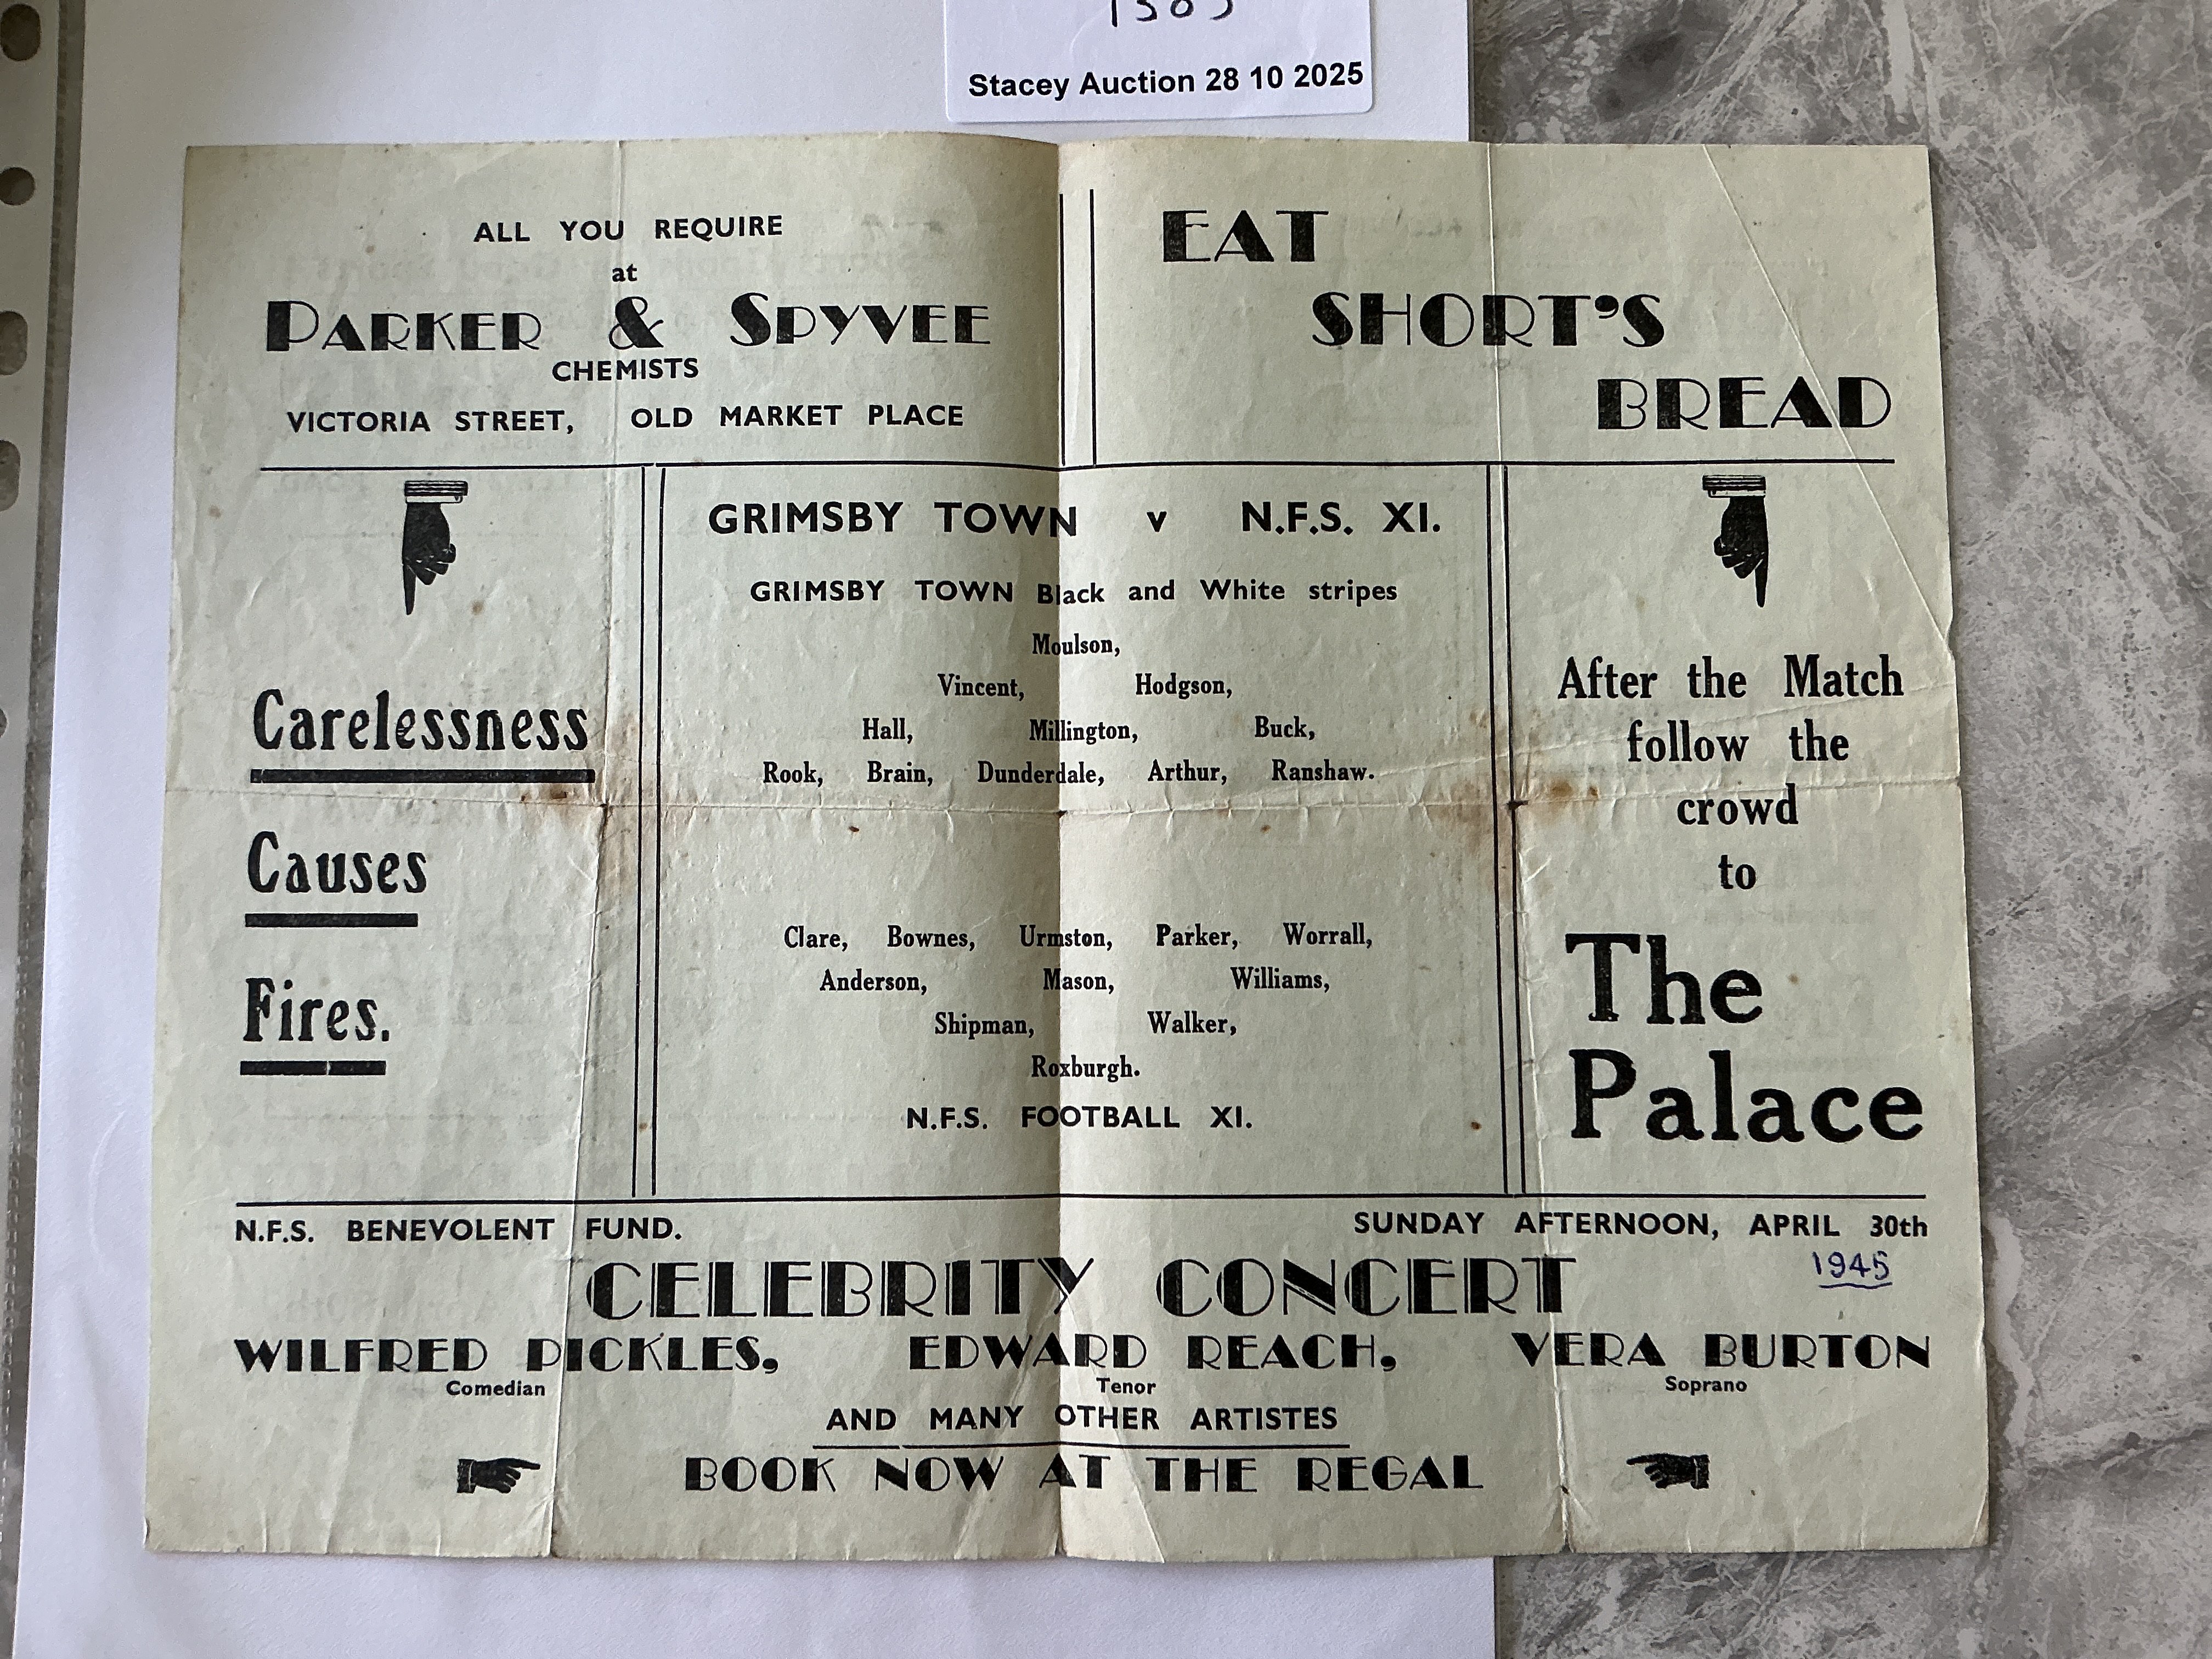 Stacey Auction 28 10 2025
ALL YOU REQUIRE
at
PARKER & SPYVEE
CHEMISTS
VICTORIA STREET, OLD MARKET PLACE
EAT
SHORT'S
BREAD
Carelessness
Causes
Fires.
GRIMSBY TOWN v N.F.S. XI.
GRIMSBY TOWN Black and White stripes
Moulson,
Vincent, Hodgson,
Hall, Millington, Buck,
Rook, Brain, Dunderdale, Arthur, Ranshaw.
Clare, Bownes, Urmston, Parker, Worrall,
Anderson, Mason, Williams,
Shipman, Walker,
Roxburgh.
N.F.S. FOOTBALL XI.
After the Match
follow the
crowd
to
The
Palace
N.F.S. BENEVOLENT FUND. SUNDAY AFTERNOON, APRIL 30th
1945
CELEBRITY CONCERT
WILFRED PICKLES, EDWARD REACH, VERA BURTON
Comedian Tenor Soprano
AND MANY OTHER ARTISTES
BOOK NOW AT THE REGAL